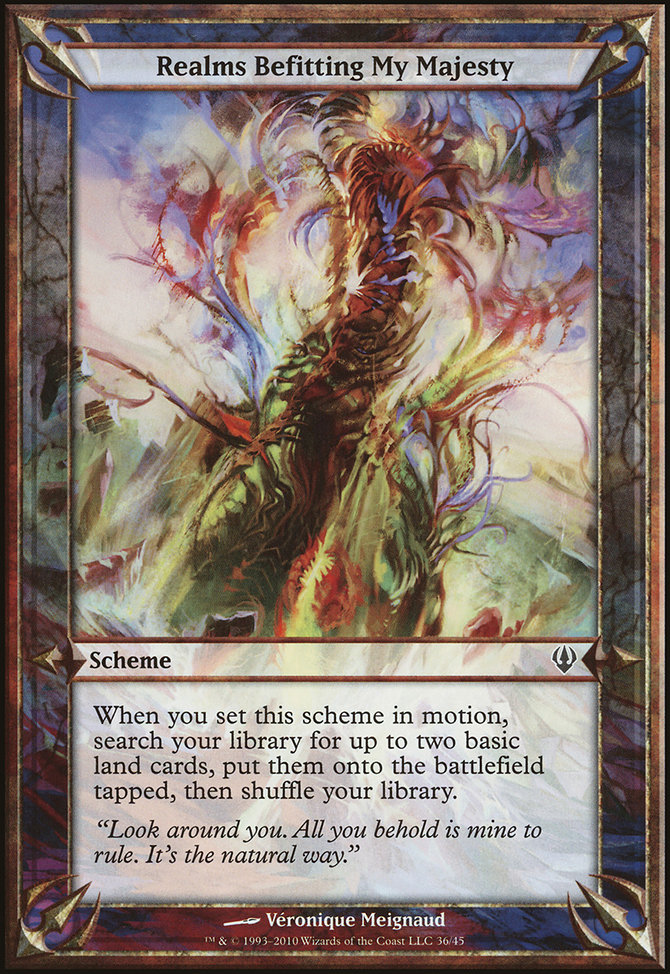 Realms Befitting My Majesty
Scheme
When you set this scheme in motion,
search your library for up to two basic
land cards, put them onto the battlefield
tapped, then shuffle your library.
“Look around you. All you behold is mine to
rule. It’s the natural way.”
Véronique Meignaud
™ & © 1993–2010 Wizards of the Coast LLC 36/45